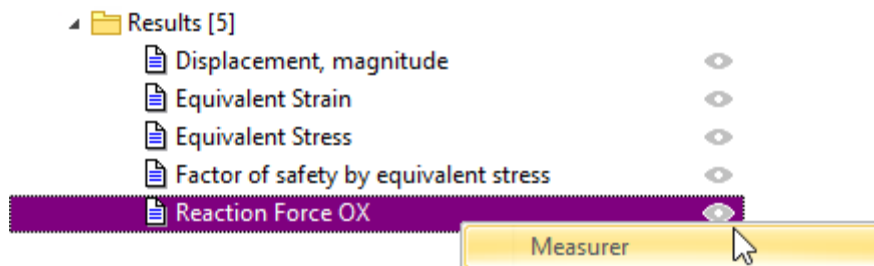 Results [5]
Displacement, magnitude
Equivalent Strain
Equivalent Stress
Factor of safety by equivalent stress
Reaction Force OX
Measurer